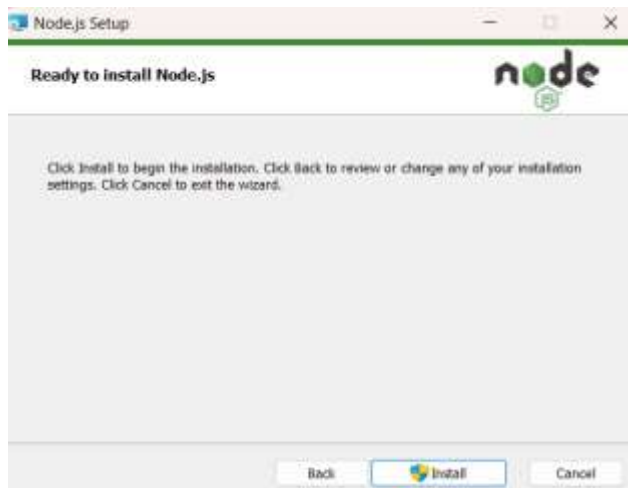 Node.js Setup
Ready to install Node.js
node
JS
Click Install to begin the installation. Click Back to review or change any of your installation
settings. Click Cancel to exit the wizard.
Back
Install
Cancel